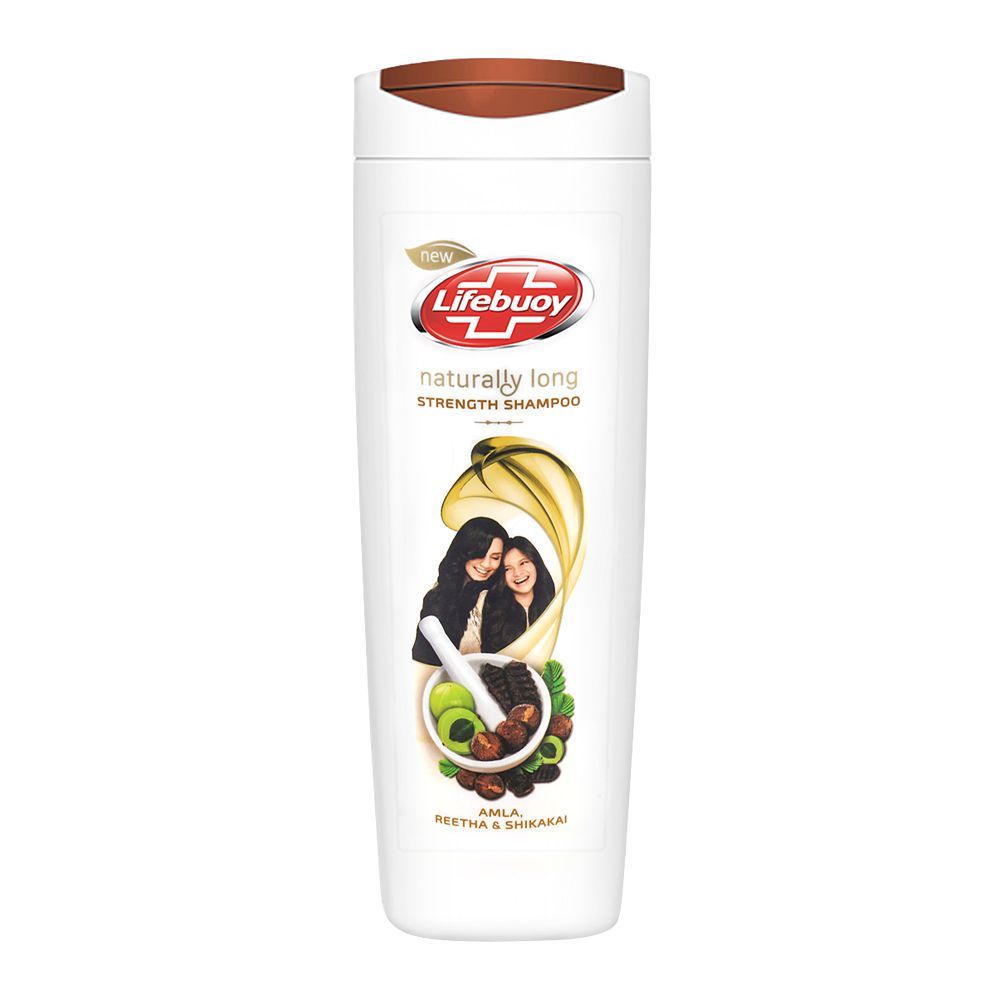 new
Lifebuoy
naturally long
STRENGTH SHAMPOO
AMLA,
REETHA & SHIKAKAI